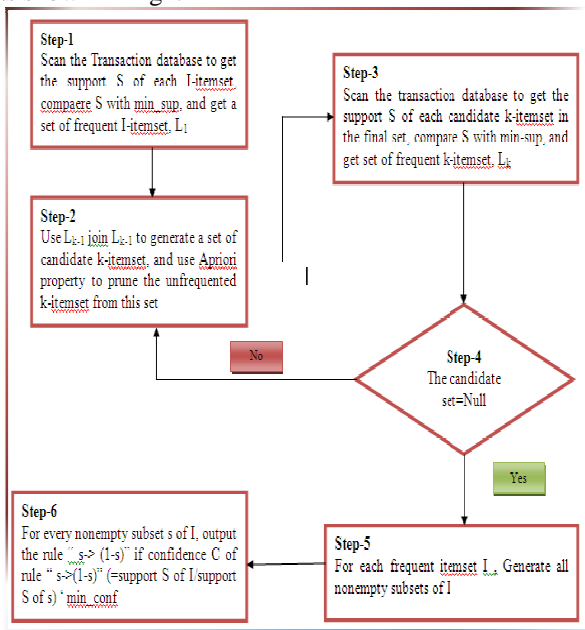 Step-1
Scan the Transaction database to get
the support S of each I-itemset,
compaere S with min_sup, and get a
set of frequent I-itemset, L1
Step-2
Use Lk-1 join Lk-1 to generate a set of
candidate k-itemset, and use Apriori
property to prune the unfrequented
k-itemset from this set
Step-3
Scan the transaction database to get the
support S of each candidate k-itemset in
the final set, compare S with min-sup, and
get set of frequent k-itemset, Lk
Step-4
The candidate
set=Null
No
Yes
Step-5
For each frequent itemset I , Generate all
nonempty subsets of I
Step-6
For every nonempty subset s of I, output
the rule “ s-> (1-s)” if confidence C of
rule “ s->(1-s)” (=support S of I/support
S of s) ‘ min_conf